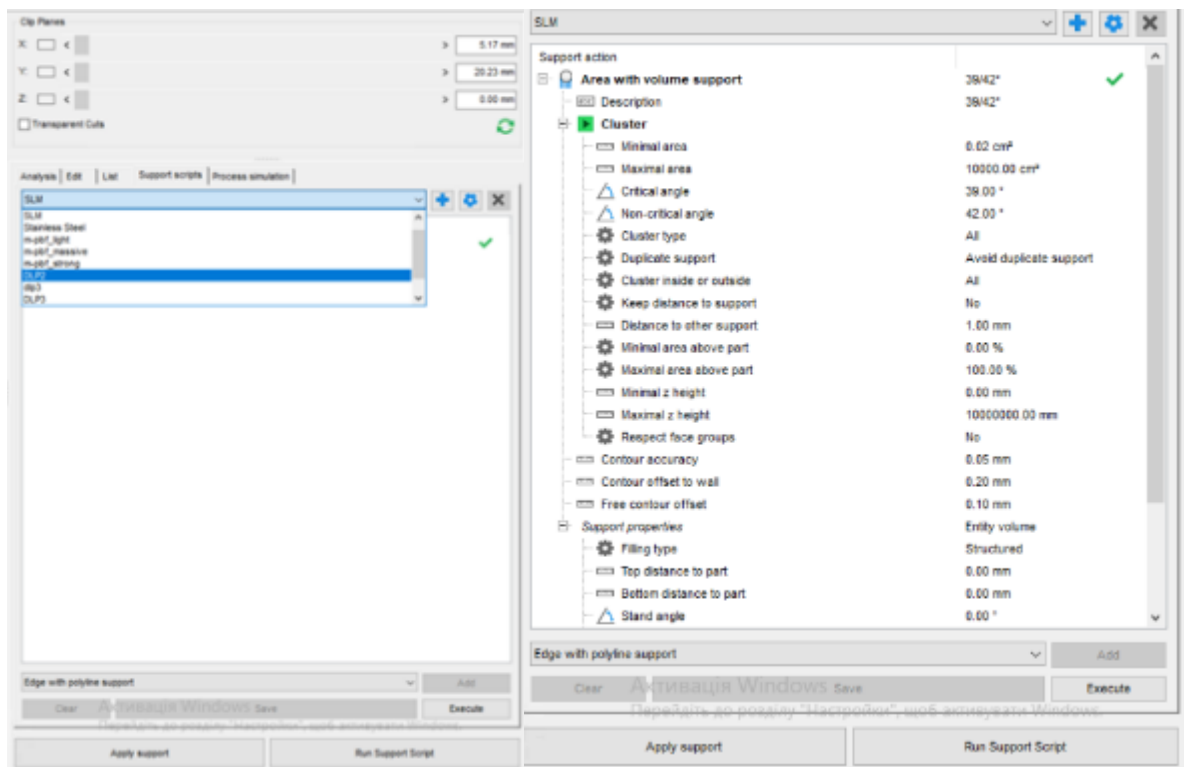 Clip Planes
X: < > 5.17 mm
Y: < > 20.23 mm
Z: < > 0.00 mm
Transparent Cuts
Analysis Edit List Support scripts Process simulation
SLM
SLM
Stainless Steel
m-pbf_light
m-pbf_massive
m-pbf_strong
DLP2
dlp3
DLP3
Edge with polyline support Add
Clear Save Execute
Активація Windows
Перейдіть до розділу "Настройки", щоб активувати Windows.
Apply support Run Support Script
SLM
Support action
Area with volume support 39/42°
Description 39/42°
Cluster
Minimal area 0.02 cm²
Maximal area 10000.00 cm²
Critical angle 39.00 °
Non-critical angle 42.00 °
Cluster type All
Duplicate support Avoid duplicate support
Cluster inside or outside All
Keep distance to support No
Distance to other support 1.00 mm
Minimal area above part 0.00 %
Maximal area above part 100.00 %
Minimal z height 0.00 mm
Maximal z height 10000000.00 mm
Respect face groups No
Contour accuracy 0.05 mm
Contour offset to wall 0.20 mm
Free contour offset 0.10 mm
Support properties Entity volume
Filling type Structured
Top distance to part 0.00 mm
Bottom distance to part 0.00 mm
Stand angle 0.00 °
Edge with polyline support Add
Clear Save Execute
Активація Windows
Перейдіть до розділу "Настройки", щоб активувати Windows.
Apply support Run Support Script